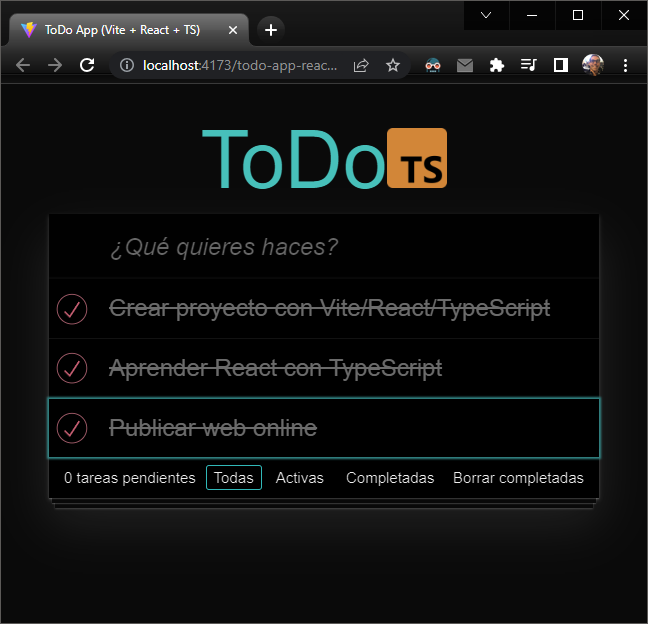 ToDo App (Vite + React + TS)
localhost:4173/todo-app-reac...
ToDo TS
¿Qué quieres haces?
Crear proyecto con Vite/React/TypeScript
Aprender React con TypeScript
Publicar web online
0 tareas pendientes Todas Activas Completadas Borrar completadas